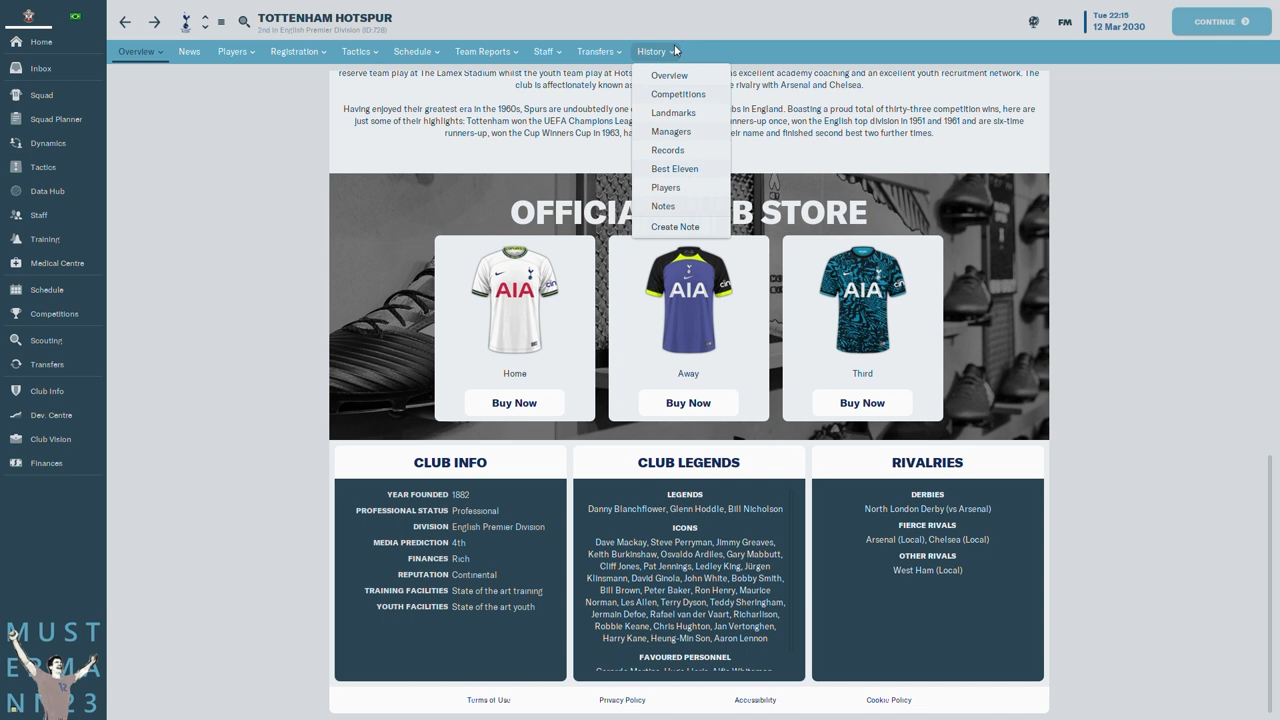 TOTTENHAM HOTSPUR
2nd in English Premier Division (ID:728)
FM
Tue 22:15
12 Mar 2030
CONTINUE
Overview
News
Players
Registration
Tactics
Schedule
Team Reports
Staff
Transfers
History
Home
Inbox
Squad
Squad Planner
Dynamics
Tactics
Data Hub
Staff
Training
Medical Centre
Schedule
Competitions
Scouting
Transfers
Club Info
Dev. Centre
Club Vision
Finances
MUST
ERMA
NN23
Overview
Competitions
Landmarks
Managers
Records
Best Eleven
Players
Notes
Create Note
reserve team play at The Lamex Stadium whilst the youth team play at Hots as excellent academy coaching and an excellent youth recruitment network. The
club is affectionately known as rivalry with Arsenal and Chelsea.
Having enjoyed their greatest era in the 1960s, Spurs are undoubtedly one bs in England. Boasting a proud total of thirty-three competition wins, here are
just some of their highlights: Tottenham won the UEFA Champions Leag nners-up once, won the English top division in 1951 and 1961 and are six-time
runners-up, won the Cup Winners Cup in 1963, ha eir name and finished second best two further times.
OFFICIA B STORE
AIA
AIA
AIA
Home
Away
Third
Buy Now
Buy Now
Buy Now
CLUB INFO
YEAR FOUNDED 1882
PROFESSIONAL STATUS Professional
DIVISION English Premier Division
MEDIA PREDICTION 4th
FINANCES Rich
REPUTATION Continental
TRAINING FACILITIES State of the art training
YOUTH FACILITIES State of the art youth
CLUB LEGENDS
LEGENDS
Danny Blanchflower, Glenn Hoddle, Bill Nicholson
ICONS
Dave Mackay, Steve Perryman, Jimmy Greaves,
Keith Burkinshaw, Osvaldo Ardiles, Gary Mabbutt,
Cliff Jones, Pat Jennings, Ledley King, Jürgen
Klinsmann, David Ginola, John White, Bobby Smith,
Bill Brown, Peter Baker, Ron Henry, Maurice
Norman, Les Allen, Terry Dyson, Teddy Sheringham,
Jermain Defoe, Rafael van der Vaart, Richarlison,
Robbie Keane, Chris Hughton, Jan Vertonghen,
Harry Kane, Heung-Min Son, Aaron Lennon
FAVOURED PERSONNEL
RIVALRIES
DERBIES
North London Derby (vs Arsenal)
FIERCE RIVALS
Arsenal (Local), Chelsea (Local)
OTHER RIVALS
West Ham (Local)
Terms of Use
Privacy Policy
Accessibility
Cookie Policy